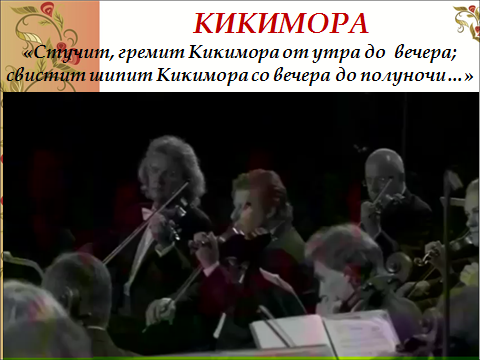 КИКИМОРА
«Стучит, гремит Кикимора от утра до вечера;
свистит шипит Кикимора со вечера до полуночи…»